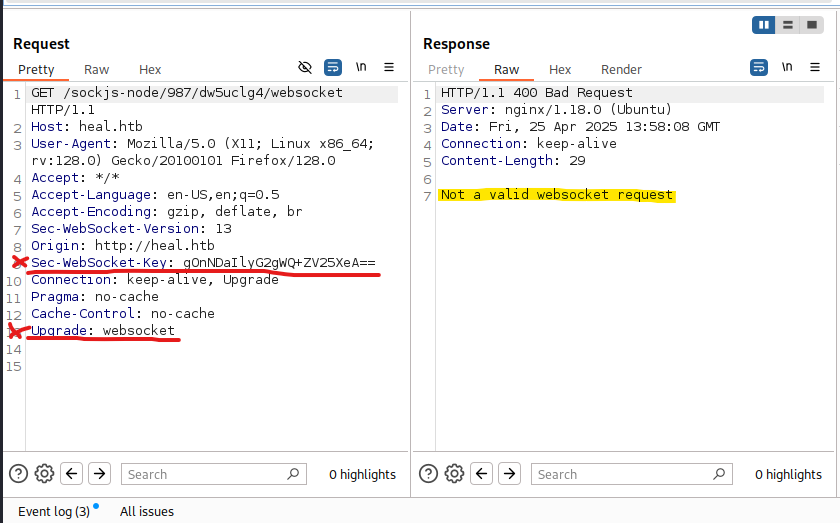 Request
Pretty Raw Hex \n
1 GET /sockjs-node/987/dw5uclg4/websocket
HTTP/1.1
2 Host: heal.htb
3 User-Agent: Mozilla/5.0 (X11; Linux x86_64;
rv:128.0) Gecko/20100101 Firefox/128.0
4 Accept: */*
5 Accept-Language: en-US,en;q=0.5
6 Accept-Encoding: gzip, deflate, br
7 Sec-WebSocket-Version: 13
8 Origin: http://heal.htb
Sec-WebSocket-Key: gOnNDaIlyG2gWQ+ZV25XeA==
10 Connection: keep-alive, Upgrade
11 Pragma: no-cache
12 Cache-Control: no-cache
Upgrade: websocket
14
15
Search 0 highlights
Response
Pretty Raw Hex Render \n
1 HTTP/1.1 400 Bad Request
2 Server: nginx/1.18.0 (Ubuntu)
3 Date: Fri, 25 Apr 2025 13:58:08 GMT
4 Connection: keep-alive
5 Content-Length: 29
6
7 Not a valid websocket request
Search 0 highlights
Event log (3) All issues